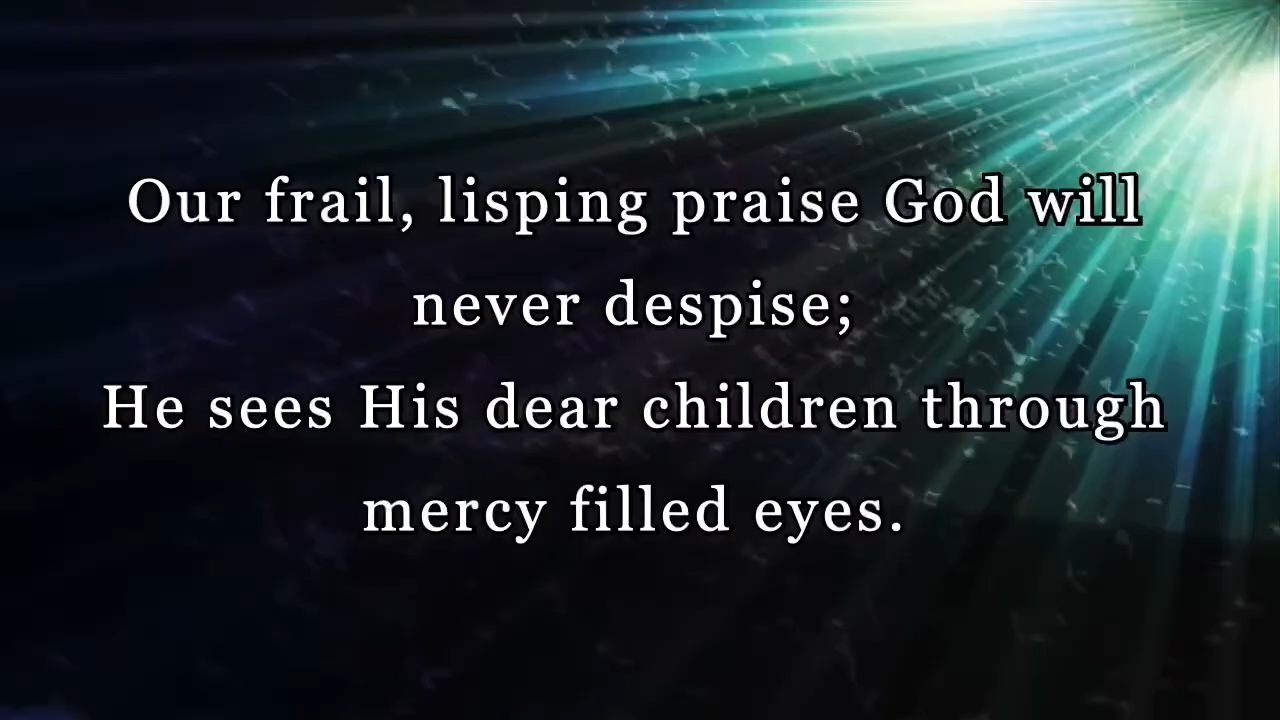 Our frail, lisping praise God will
never despise;
He sees His dear children through
mercy filled eyes.